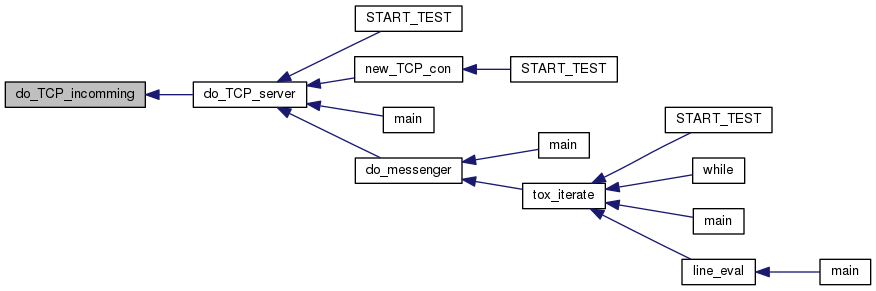 START_TEST
new_TCP_con
START_TEST
do_TCP_incomming
do_TCP_server
main
START_TEST
main
do_messenger
while
tox_iterate
main
line_eval
main